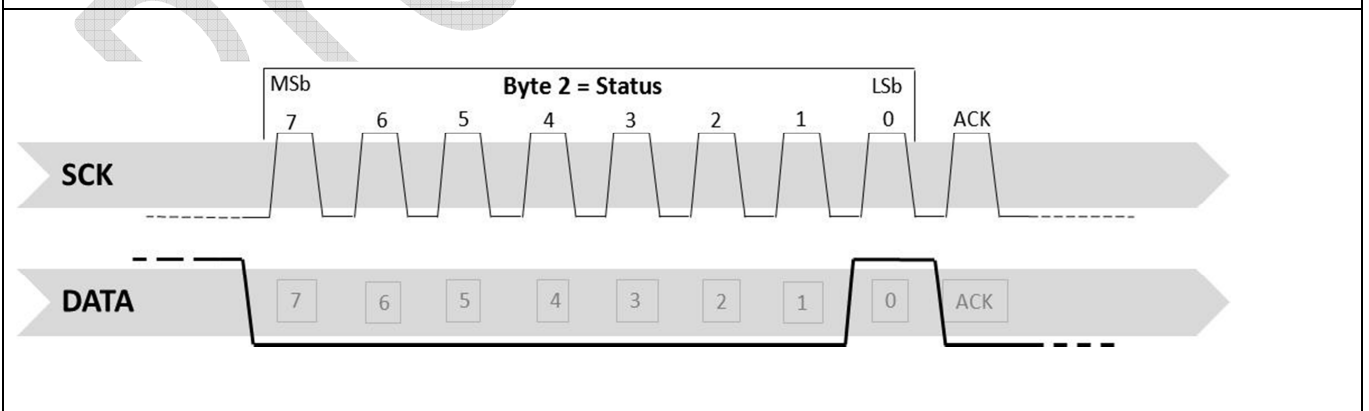 MSb Byte 2 = Status LSb
7 6 5 4 3 2 1 0 ACK
SCK
DATA 7 6 5 4 3 2 1 0 ACK